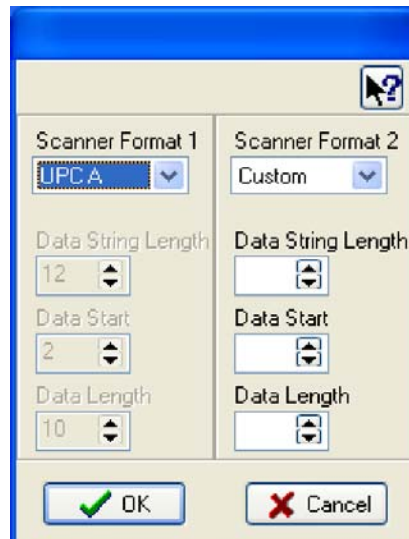 Scanner Format 1
UPC A
Data String Length
12
Data Start
2
Data Length
10
Scanner Format 2
Custom
Data String Length
Data Start
Data Length
OK
Cancel